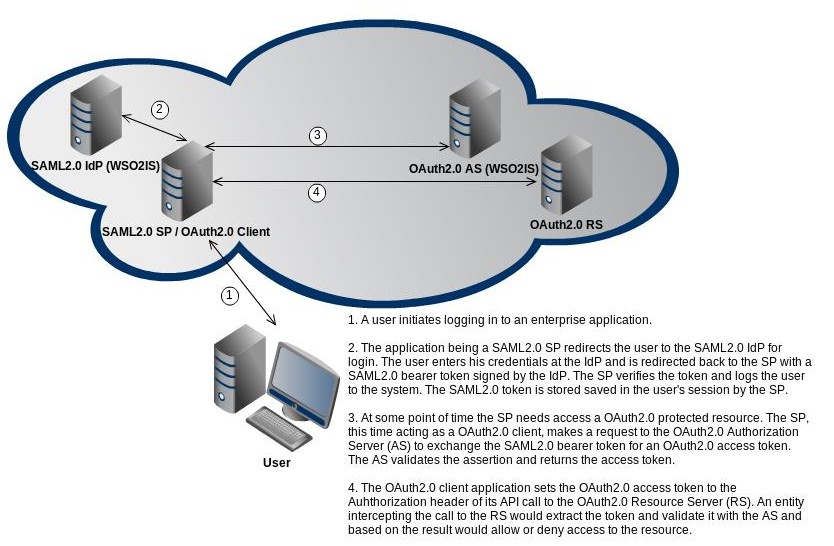 2
3
SAML2.0 IdP (WSO2IS)
OAuth2.0 AS (WSO2IS)
4
SAML2.0 SP / OAuth2.0 Client
OAuth2.0 RS
1
User
1. A user initiates logging in to an enterprise application.
2. The application being a SAML2.0 SP redirects the user to the SAML2.0 IdP for
login. The user enters his credentials at the IdP and is redirected back to the SP with a
SAML2.0 bearer token signed by the IdP. The SP verifies the token and logs the user
to the system. The SAML2.0 token is stored saved in the user's session by the SP.
3. At some point of time the SP needs access a OAuth2.0 protected resource. The SP,
this time acting as a OAuth2.0 client, makes a request to the OAuth2.0 Authorization
Server (AS) to exchange the SAML2.0 bearer token for an OAuth2.0 access token.
The AS validates the assertion and returns the access token.
4. The OAuth2.0 client application sets the OAuth2.0 access token to the
Auhthorization header of its API call to the OAuth2.0 Resource Server (RS). An entity
intercepting the call to the RS would extract the token and validate it with the AS and
based on the result would allow or deny access to the resource.